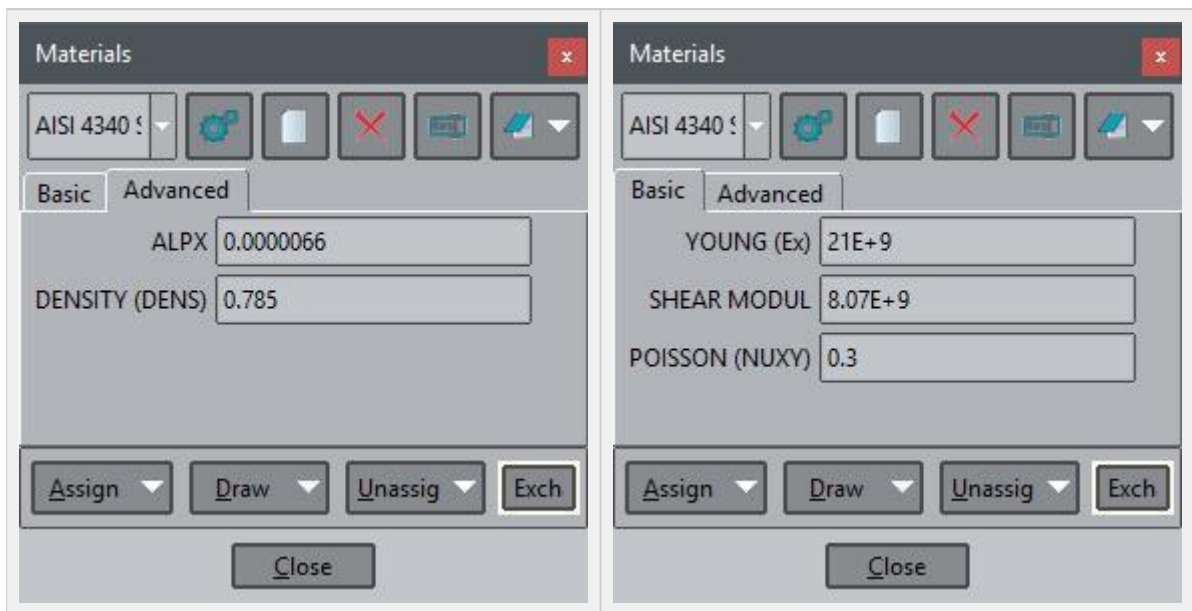 Materials
x
AISI 4340 S
Basic Advanced
ALPX 0.0000066
DENSITY (DENS) 0.785
Assign Draw Unassig Exch
Close
Materials
x
AISI 4340 S
Basic Advanced
YOUNG (Ex) 21E+9
SHEAR MODUL 8.07E+9
POISSON (NUXY) 0.3
Assign Draw Unassig Exch
Close